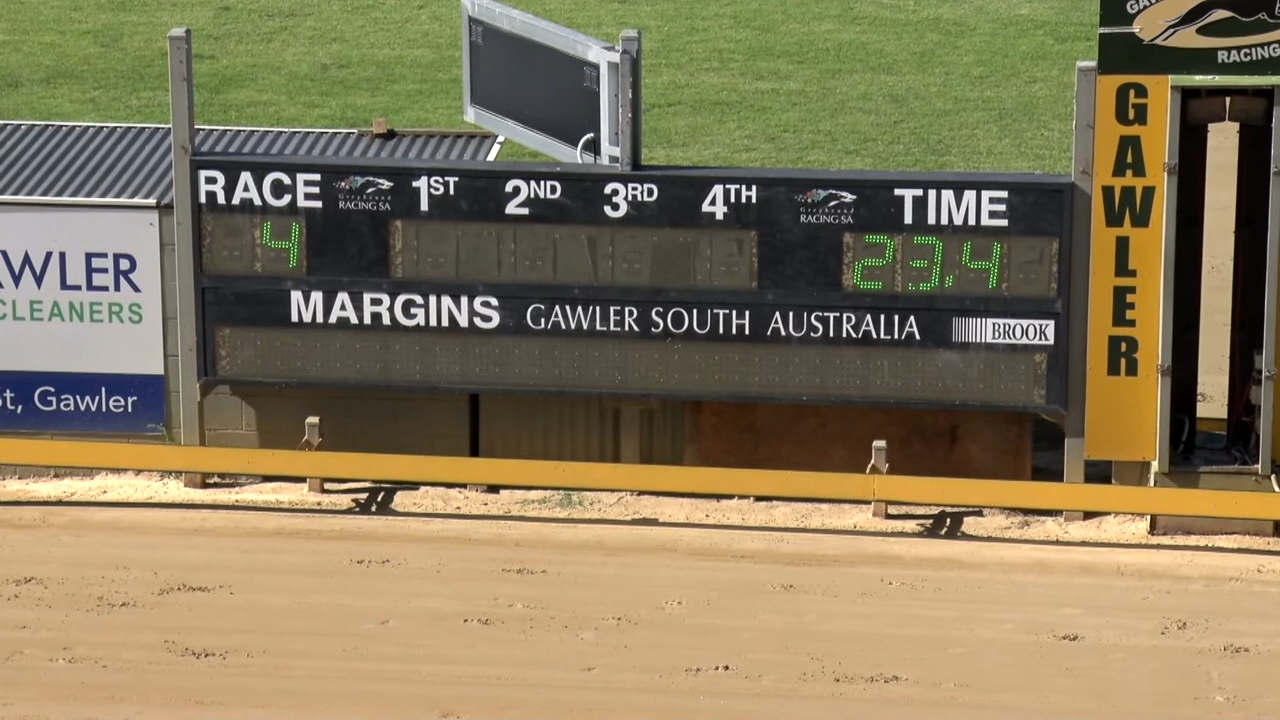 RACING
RACE
Greyhound
RACING SA
1ST
2ND
3RD
4TH
Greyhound
RACING SA
TIME
4
23.4
MARGINS
GAWLER SOUTH AUSTRALIA
BROOK
GAWLER
AWLER
CLEANERS
St, Gawler